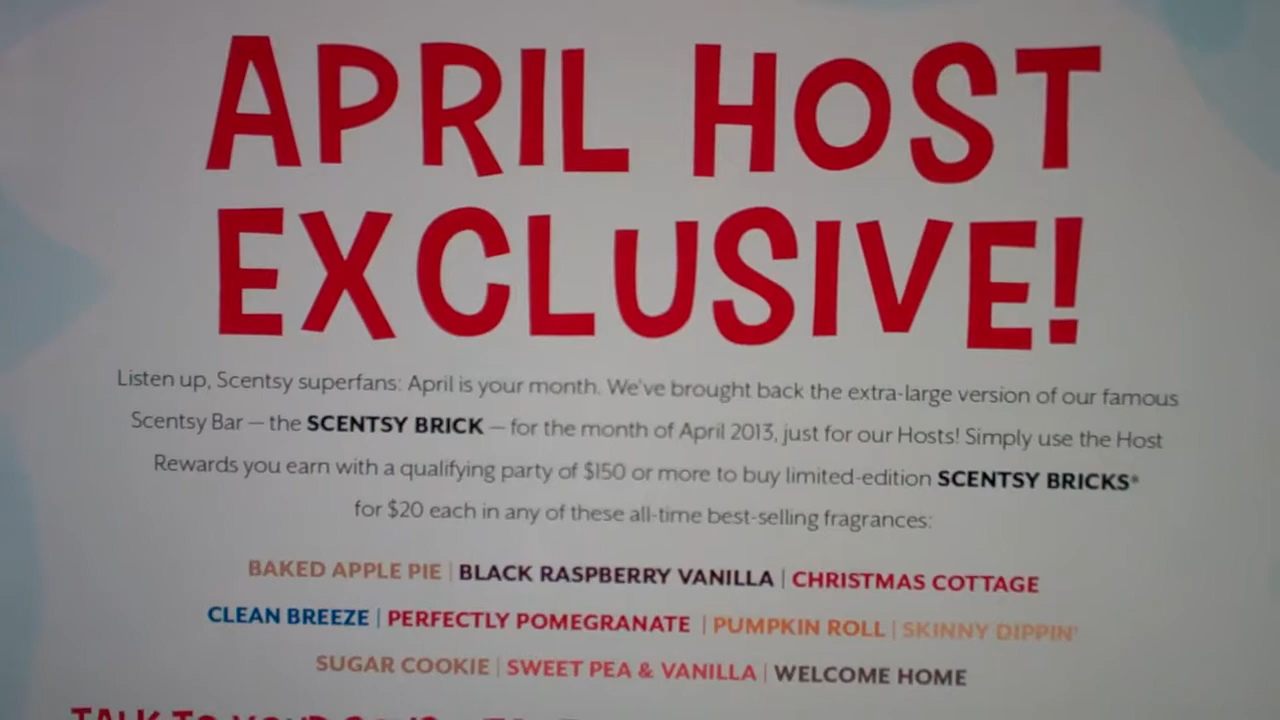 APRIL HOST
EXCLUSIVE!
Listen up, Scentsy superfans: April is your month. We've brought back the extra-large version of our famous
Scentsy Bar — the SCENTSY BRICK — for the month of April 2013, just for our Hosts! Simply use the Host
Rewards you earn with a qualifying party of $150 or more to buy limited-edition SCENTSY BRICKS*
for $20 each in any of these all-time best-selling fragrances:
BAKED APPLE PIE | BLACK RASPBERRY VANILLA | CHRISTMAS COTTAGE
CLEAN BREEZE | PERFECTLY POMEGRANATE | PUMPKIN ROLL | SKINNY DIPPIN'
SUGAR COOKIE | SWEET PEA & VANILLA | WELCOME HOME
TALK TO YOUR